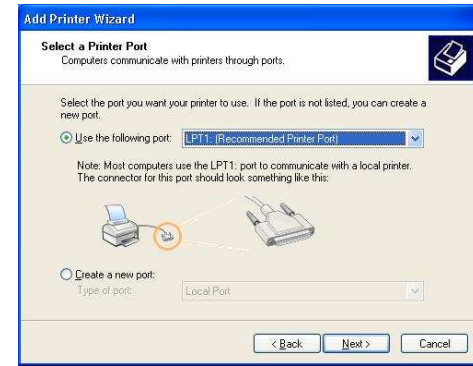 Add Printer Wizard
Select a Printer Port
Computers communicate with printers through ports.
Select the port you want your printer to use. If the port is not listed, you can create a
new port.
Use the following port: LPT1: (Recommended Printer Port)
Note: Most computers use the LPT1: port to communicate with a local printer.
The connector for this port should look something like this:
Create a new port:
Type of port: Local Port
< Back Next > Cancel